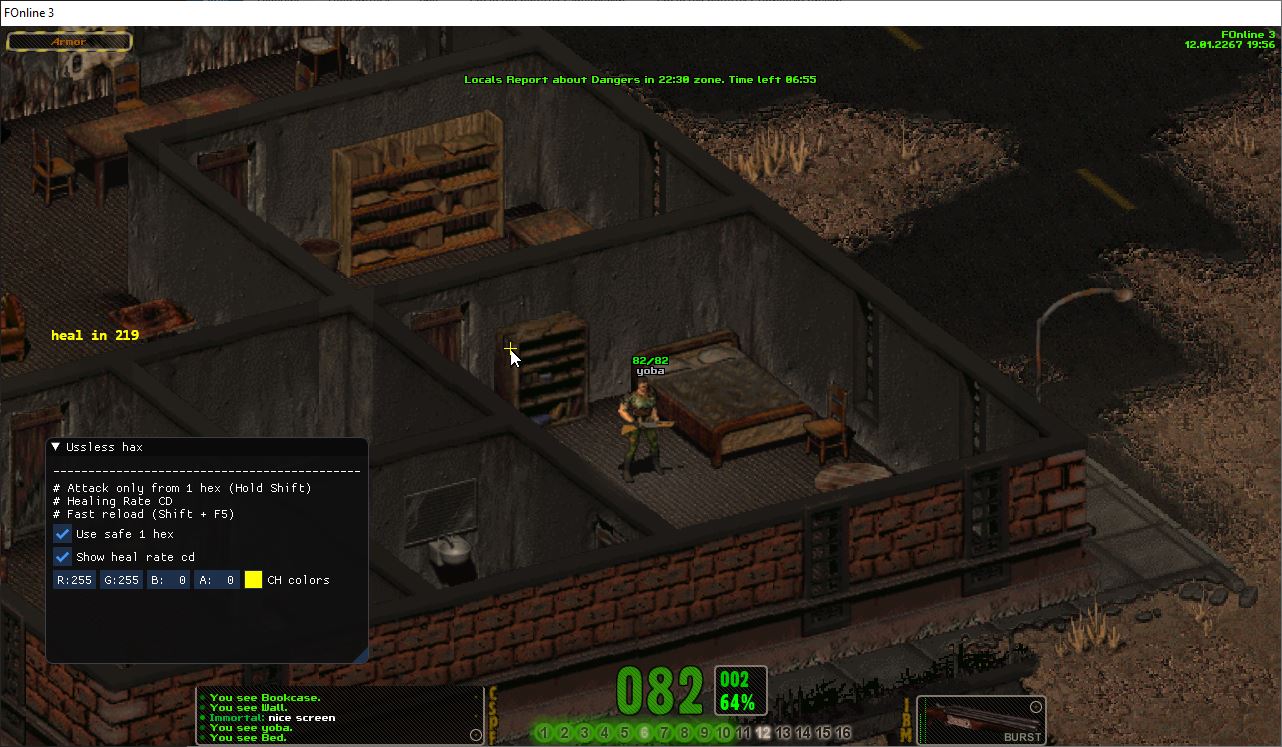 FOnline 3
Armor
FOnline 3
12.01.2267 19:56
Locals Report about Dangers in 22:30 zone. Time left 06:55
heal in 219
82/82
yoba
▼ Ussless hax
--------------------------------------------
# Attack only from 1 hex (Hold Shift)
# Healing Rate CD
# Fast reload (Shift + F5)
Use safe 1 hex
Show heal rate cd
R:255 G:255 B: 0 A: 0 CH colors
You see Bookcase.
You see Wall.
Immortal: nice screen
You see yoba.
You see Bed.
082
002
64%
1 2 3 4 5 6 7 8 9 10 11 12 13 14 15 16
BURST